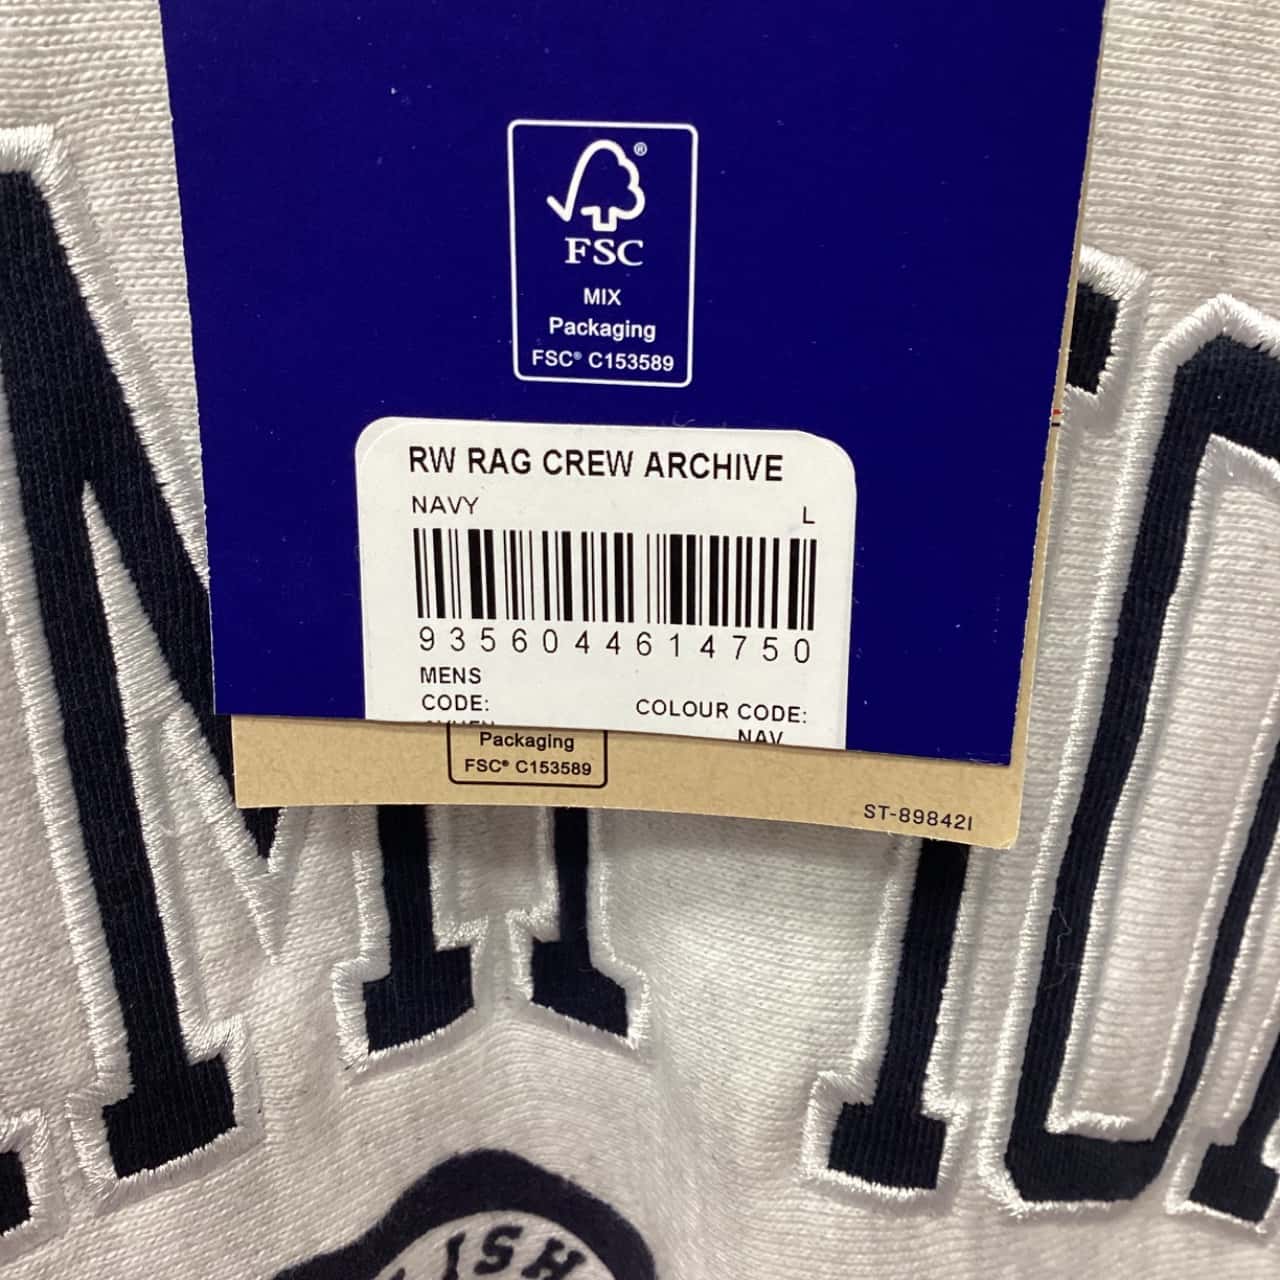 ®
FSC
MIX
Packaging
FSC® C153589
RW RAG CREW ARCHIVE
NAVY L
9356044614750
MENS
CODE: COLOUR CODE:
NAV
Packaging
FSC® C153589
ST-89842I
ISH